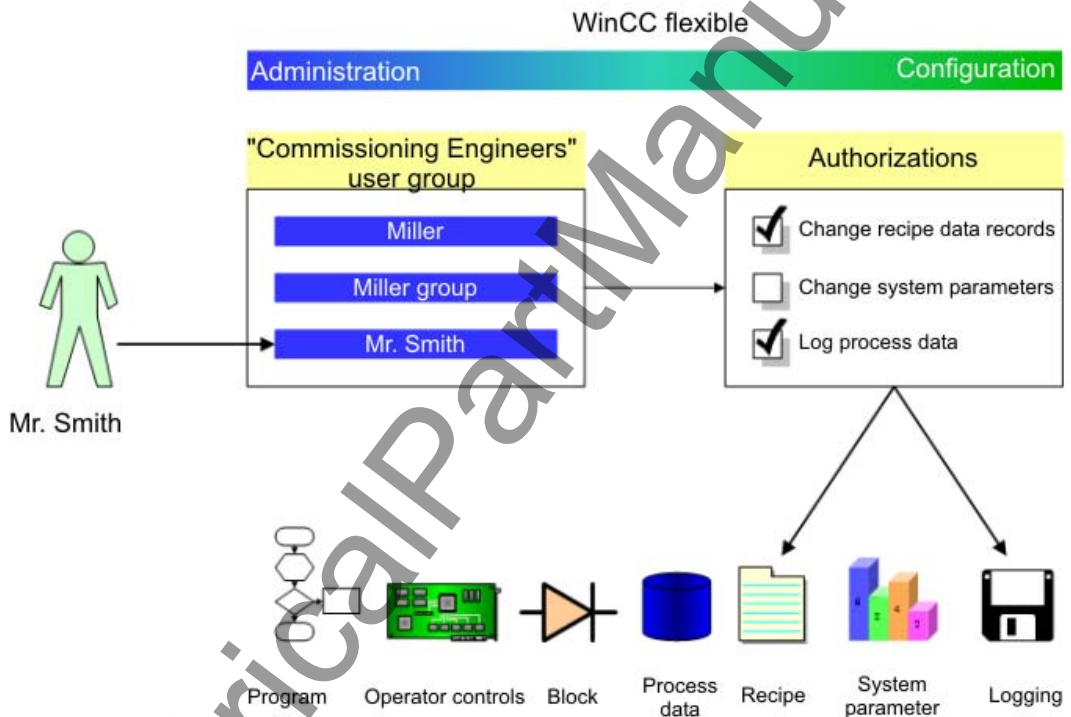 WinCC flexible
Administration
Configuration
"Commissioning Engineers"
user group
Authorizations
Miller
Miller group
Mr. Smith
Change recipe data records
Change system parameters
Log process data
Mr. Smith
Program
Operator controls
Block
Process
data
Recipe
System
parameter
Logging